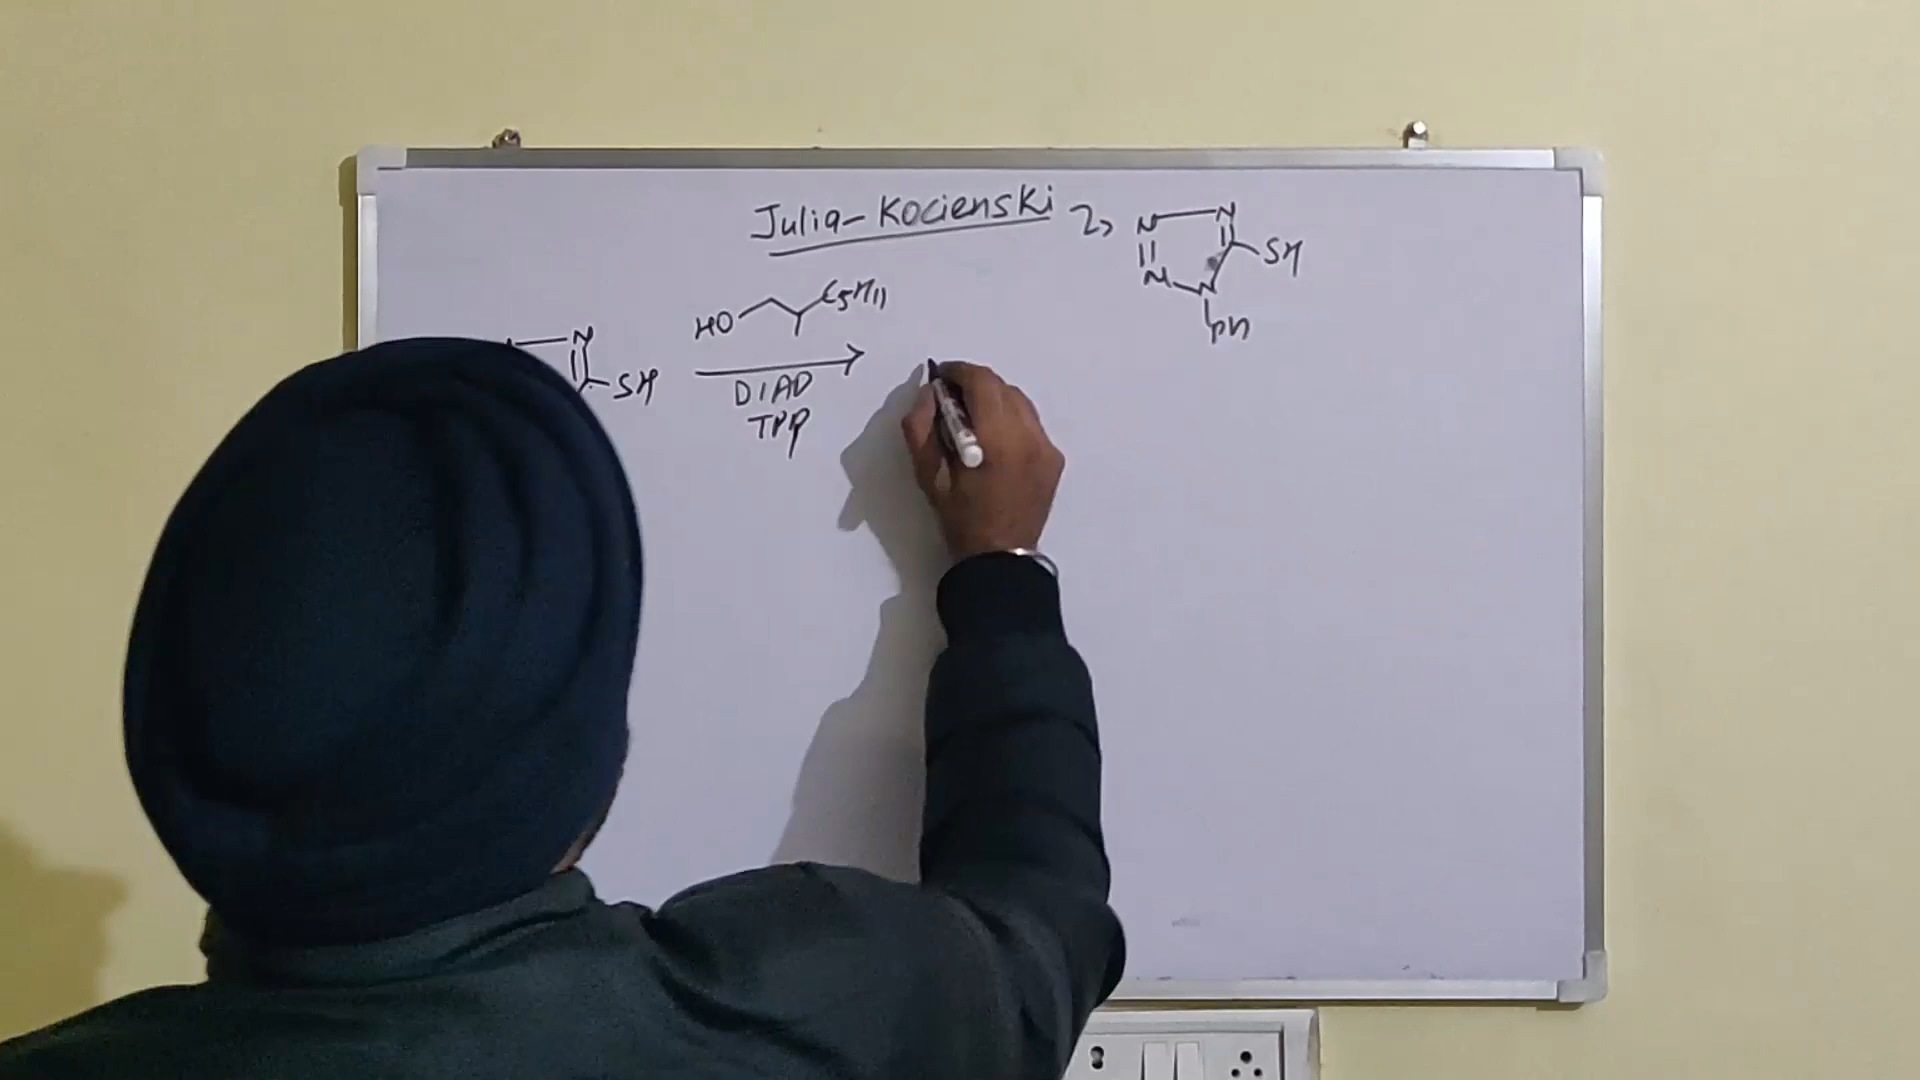 Julia-Kocienski 2>
N N
N N SH
Ph
HO C5H11
N SH
DIAD
TPP